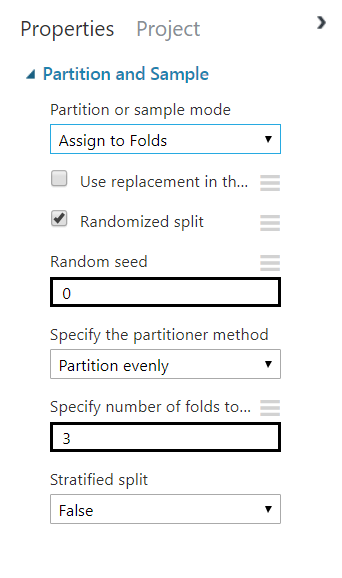 Properties Project
Partition and Sample
Partition or sample mode
Assign to Folds
Use replacement in th...
Randomized split
Random seed
0
Specify the partitioner method
Partition evenly
Specify number of folds to...
3
Stratified split
False